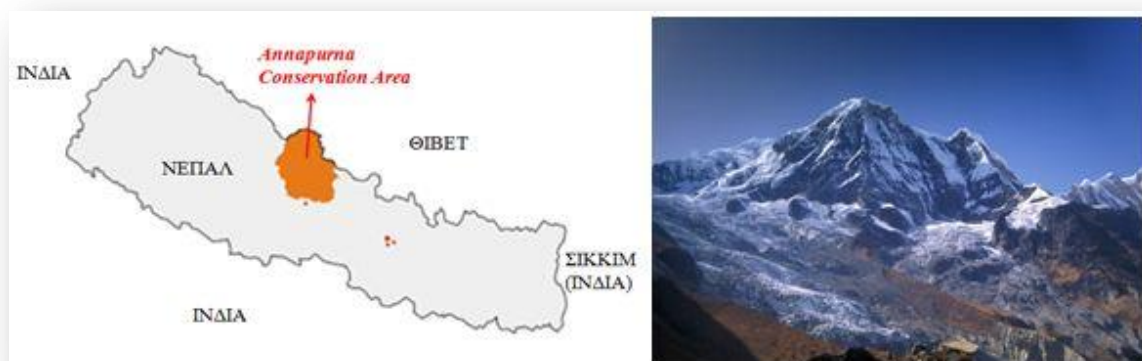 Annapurna
Conservation Area
ΙΝΔΙΑ
ΘΙΒΕΤ
ΝΕΠΑΛ
ΣΙΚΚΙΜ
(ΙΝΔΙΑ)
ΙΝΔΙΑ